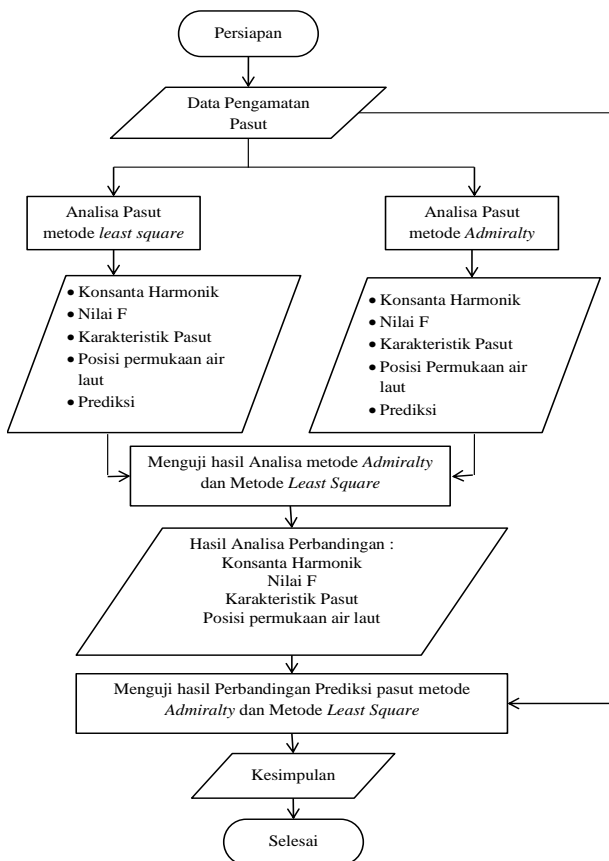 Persiapan
Data Pengamatan
Pasut
Analisa Pasut
metode least square
Analisa Pasut
metode Admiralty
• Konsanta Harmonik
• Nilai F
• Karakteristik Pasut
• Posisi permukaan air
laut
• Prediksi
• Konsanta Harmonik
• Nilai F
• Karakteristik Pasut
• Posisi Permukaan air
laut
• Prediksi
Menguji hasil Analisa metode Admiralty
dan Metode Least Square
Hasil Analisa Perbandingan :
Konsanta Harmonik
Nilai F
Karakteristik Pasut
Posisi permukaan air laut
Menguji hasil Perbandingan Prediksi pasut metode
Admiralty dan Metode Least Square
Kesimpulan
Selesai